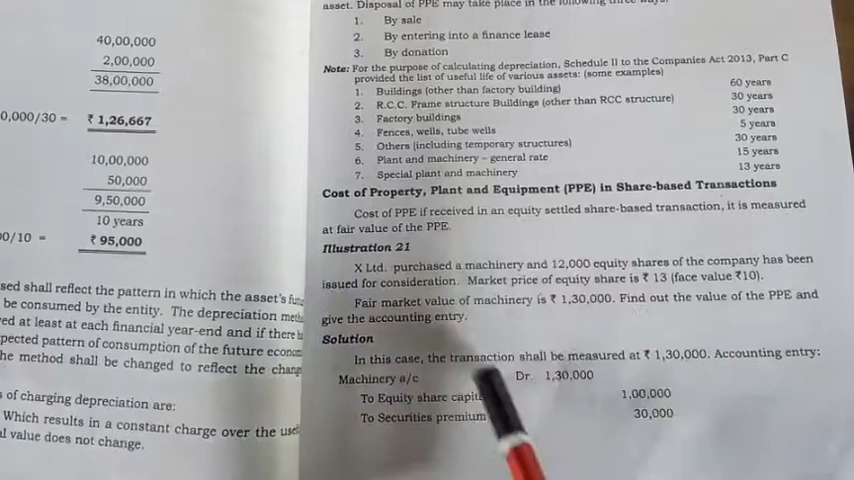 40,00,000
2,00,000
38,00,000
0,000/30 = ₹ 1,26,667
10,00,000
50,000
9,50,000
10 years
00/10 = ₹ 95,000
sed shall reflect the pattern in which the asset's
be consumed by the entity. The depreciation
ed at least at each financial year-end and if there
pected pattern of consumption of the future
he method shall be changed to reflect the
s of charging depreciation are:
Which results in a constant charge over the
al value does not change.
asset. Disposal of PPE may take place in the following three ways:
1. By sale
2. By entering into a finance lease
3. By donation
Note: For the purpose of calculating depreciation, Schedule II to the Companies Act 2013, Part C
provided the list of useful life of various assets: (some examples)
1. Buildings (other than factory building) 60 years
2. R.C.C. Frame structure Buildings (other than RCC structure) 30 years
3. Factory buildings 30 years
4. Fences, wells, tube wells 5 years
5. Others (including temporary structures) 30 years
6. Plant and machinery – general rate 15 years
7. Special plant and machinery 13 years
Cost of Property, Plant and Equipment (PPE) in Share-based Transactions
Cost of PPE if received in an equity settled share-based transaction, it is measured
at fair value of the PPE.
Illustration 21
X Ltd. purchased a machinery and 12,000 equity shares of the company has been
issued for consideration. Market price of equity share is ₹ 13 (face value ₹10).
Fair market value of machinery is ₹ 1,30,000. Find out the value of the PPE and
give the accounting entry.
Solution
In this case, the transaction shall be measured at ₹ 1,30,000. Accounting entry:
Machinery a/c Dr. 1,30,000
To Equity share 1,00,000
To Securities premium 30,000